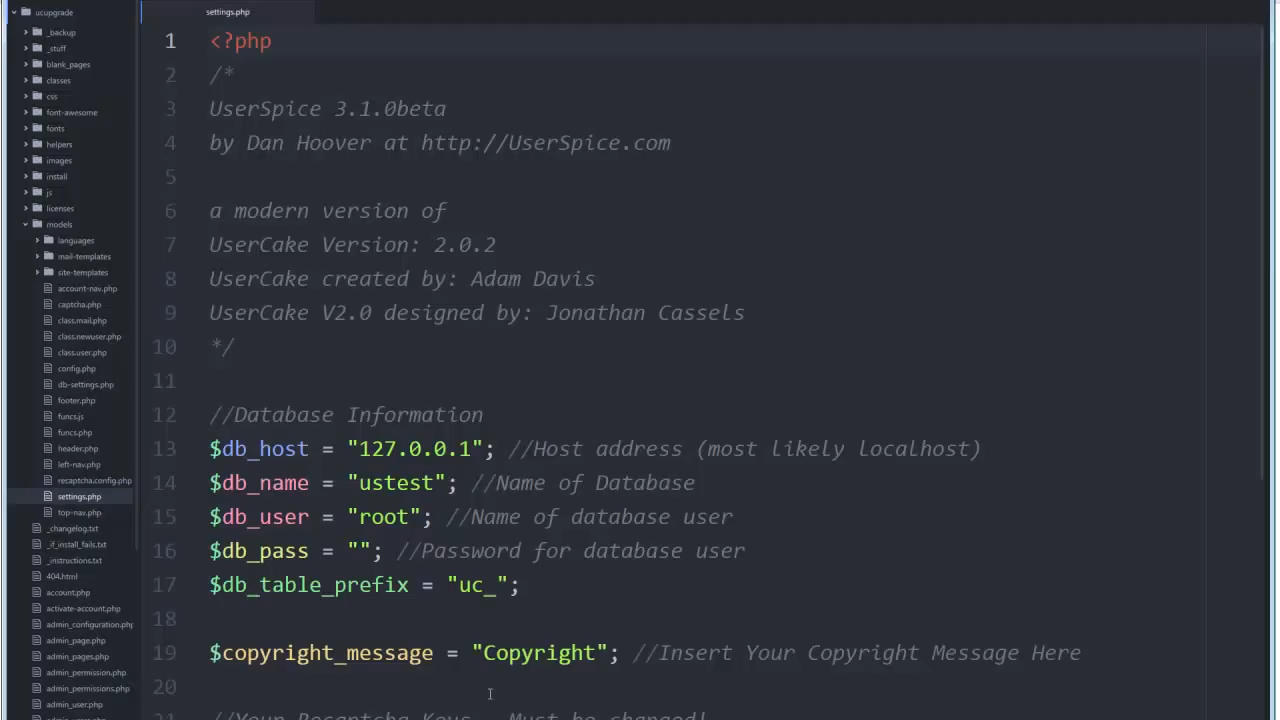 ucupgrade
_backup
_stuff
blank_pages
classes
css
font-awesome
fonts
helpers
images
install
js
licenses
models
languages
mail-templates
site-templates
account-nav.php
captcha.php
class.mail.php
class.newuser.php
class.user.php
config.php
db-settings.php
footer.php
funcs.js
funcs.php
header.php
left-nav.php
recaptcha.config.php
settings.php
top-nav.php
_changelog.txt
_if_install_fails.txt
_instructions.txt
404.html
account.php
activate-account.php
admin_configuration.php
admin_page.php
admin_pages.php
admin_permission.php
admin_permissions.php
admin_user.php
settings.php
1 <?php
2 /*
3 UserSpice 3.1.0beta
4 by Dan Hoover at http://UserSpice.com
5
6 a modern version of
7 UserCake Version: 2.0.2
8 UserCake created by: Adam Davis
9 UserCake V2.0 designed by: Jonathan Cassels
10 */
11
12 //Database Information
13 $db_host = "127.0.0.1"; //Host address (most likely localhost)
14 $db_name = "ustest"; //Name of Database
15 $db_user = "root"; //Name of database user
16 $db_pass = ""; //Password for database user
17 $db_table_prefix = "uc_";
18
19 $copyright_message = "Copyright"; //Insert Your Copyright Message Here
20
21 //Your Recaptcha Keys Must be changed!